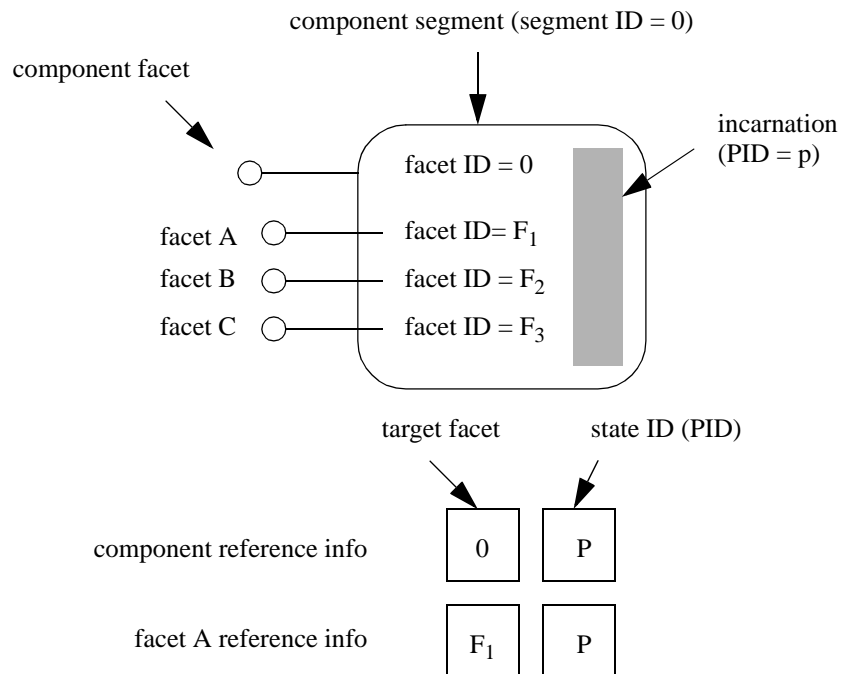 component segment (segment ID = 0)
component facet
incarnation
(PID = p)
facet ID = 0
facet A
facet ID= F1
facet B
facet ID = F2
facet C
facet ID = F3
target facet
state ID (PID)
component reference info
0
P
facet A reference info
F1
P